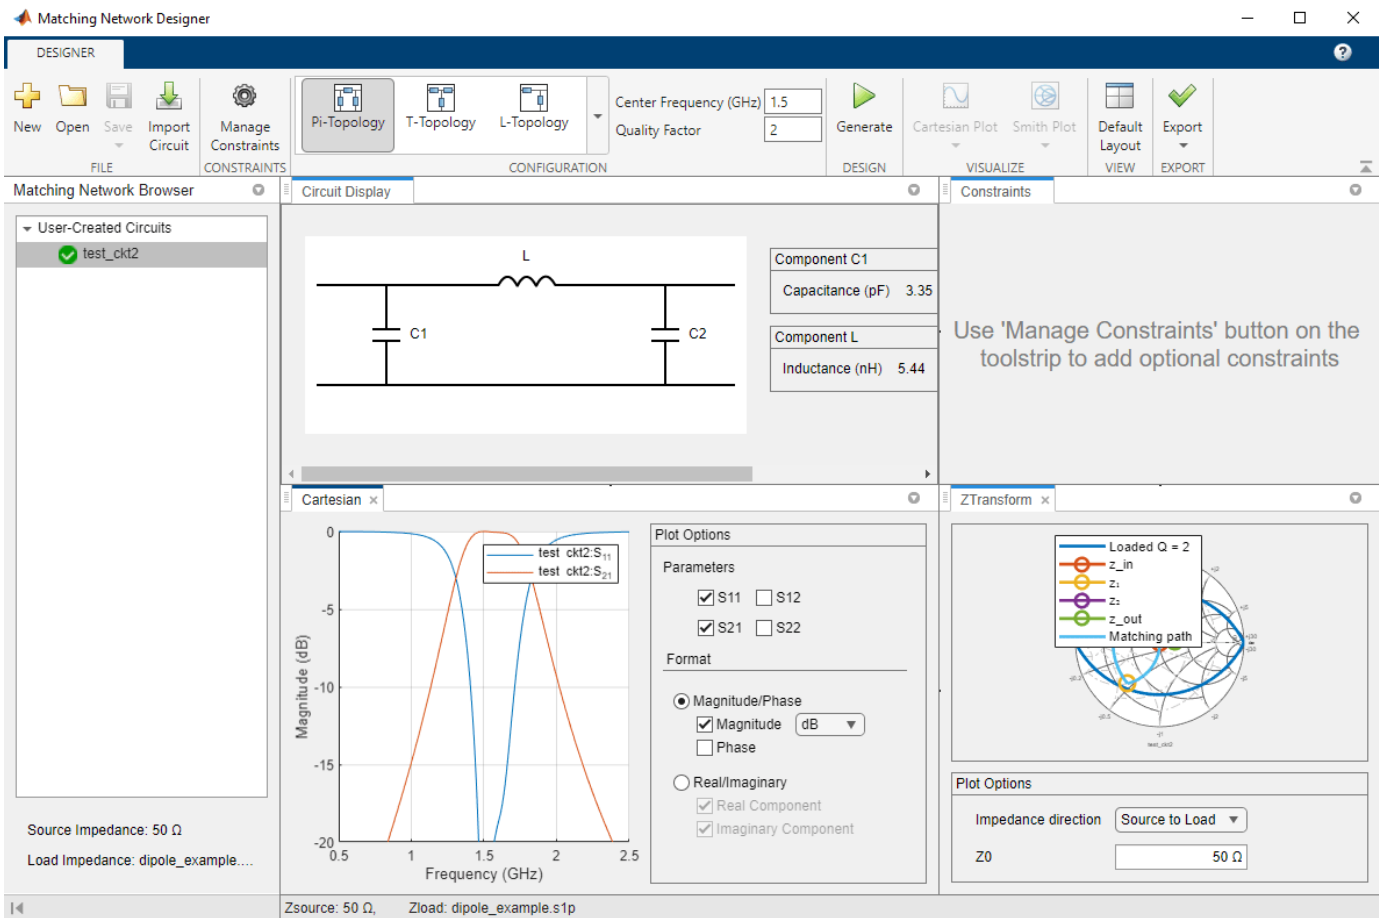 Matching Network Designer
DESIGNER
New
Open
Save
Import Circuit
Manage Constraints
Pi-Topology
T-Topology
L-Topology
Center Frequency (GHz) 1.5
Quality Factor 2
Generate
Cartesian Plot
Smith Plot
Default Layout
Export
FILE
CONSTRAINTS
CONFIGURATION
DESIGN
VISUALIZE
VIEW
EXPORT
Matching Network Browser
User-Created Circuits
test_ckt2
Source Impedance: 50 Ω
Load Impedance: dipole_example....
Circuit Display
L
C1
C2
Component C1
Capacitance (pF) 3.35
Component L
Inductance (nH) 5.44
Constraints
Use 'Manage Constraints' button on the
toolstrip to add optional constraints
Cartesian
0
-5
-10
-15
-20
0.5 1 1.5 2 2.5
Magnitude (dB)
Frequency (GHz)
test ckt2:S11
test ckt2:S21
Plot Options
Parameters
S11 S12
S21 S22
Format
Magnitude/Phase
Magnitude dB
Phase
Real/Imaginary
Real Component
Imaginary Component
ZTransform
Loaded Q = 2
z_in
z₁
z₂
z_out
Matching path
test_ckt2
Plot Options
Impedance direction Source to Load
Z0 50 Ω
Zsource: 50 Ω, Zload: dipole_example.s1p